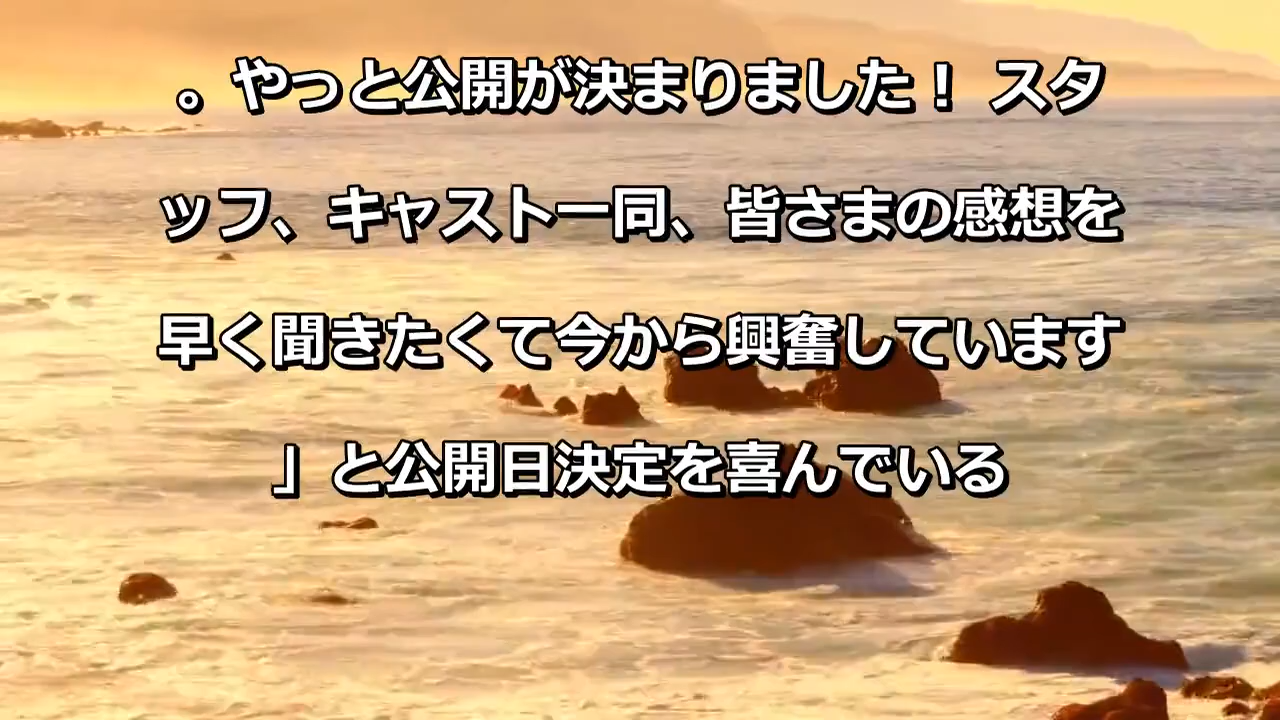 。やっと公開が決まりました！ スタ
ッフ、キャスト一同、皆さまの感想を
早く聞きたくて今から興奮しています
」と公開日決定を喜んでいる